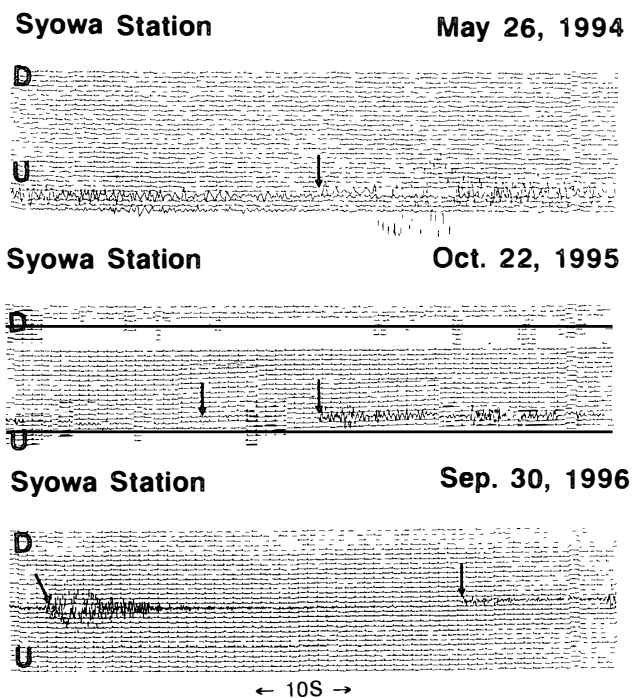 Syowa Station May 26, 1994
D
U
Syowa Station Oct. 22, 1995
D
U
Syowa Station Sep. 30, 1996
D
U
← 10S →